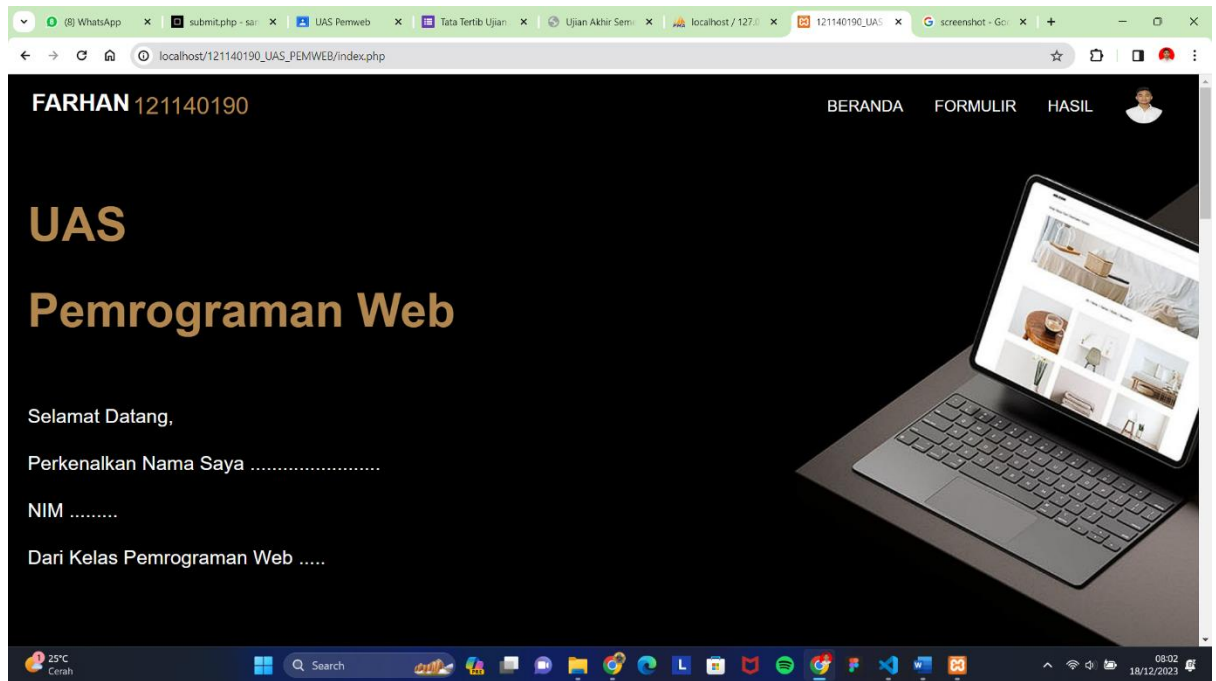 (8) WhatsApp
submit.php - san
UAS Pemweb
Tata Tertib Ujian
Ujian Akhir Seme
localhost / 127.0
121140190_UAS
screenshot - Goo
localhost/121140190_UAS_PEMWEB/index.php
FARHAN 121140190
BERANDA FORMULIR HASIL
UAS
Pemrograman Web
Selamat Datang,
Perkenalkan Nama Saya ........................
NIM .........
Dari Kelas Pemrograman Web .....
1
25°C
Cerah
Search
08:02
18/12/2023